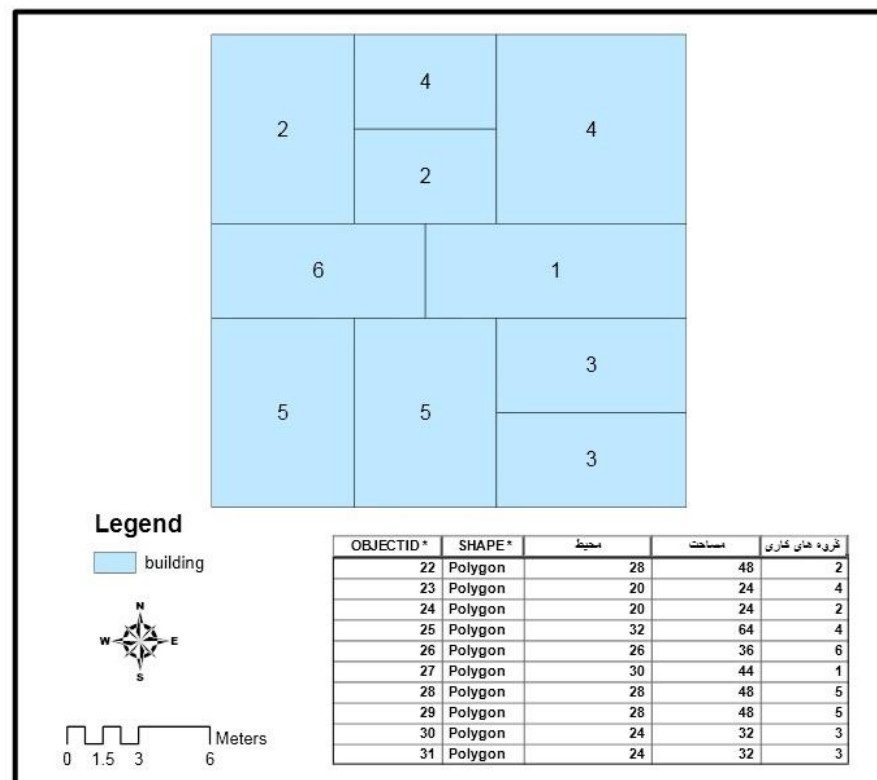 2
4
4
2
6
1
5
5
3
3
Legend
building
N
W E
S
Meters
0 1.5 3 6
OBJECTID * SHAPE * محیط مساحت گروه های کاری
22 Polygon 28 48 2
23 Polygon 20 24 4
24 Polygon 20 24 2
25 Polygon 32 64 4
26 Polygon 26 36 6
27 Polygon 30 44 1
28 Polygon 28 48 5
29 Polygon 28 48 5
30 Polygon 24 32 3
31 Polygon 24 32 3